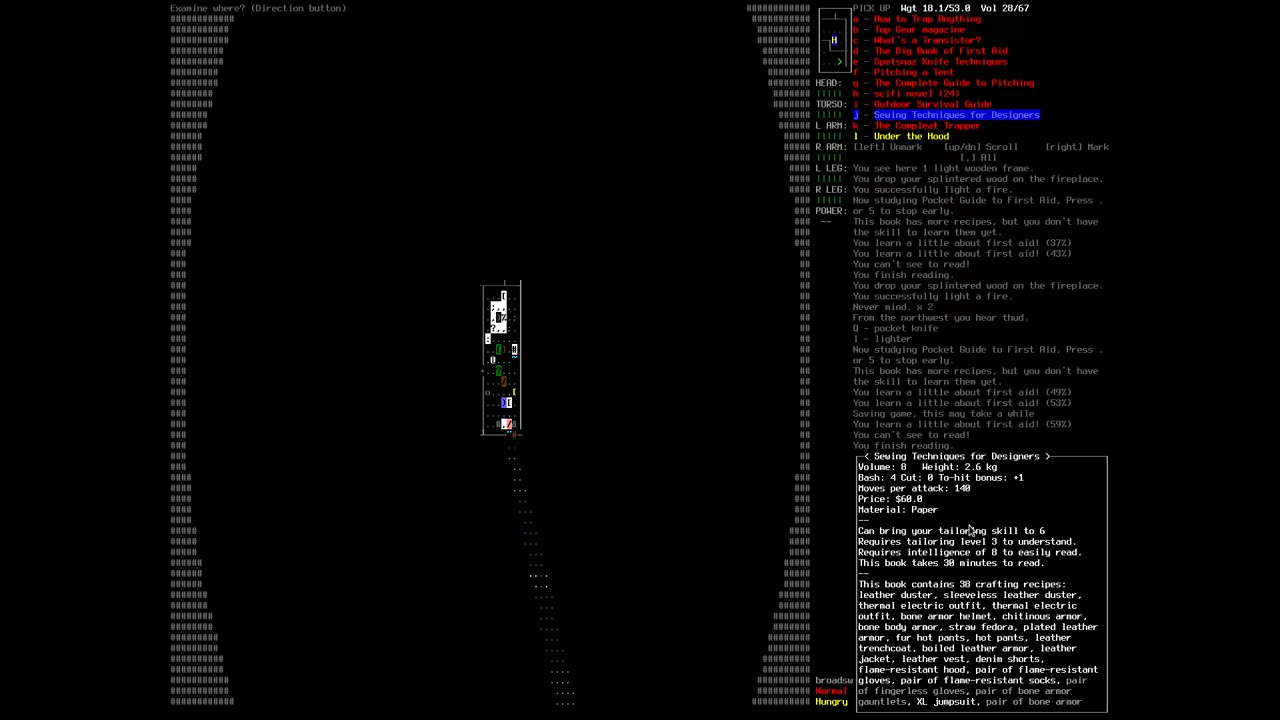 Examine where? (Direction button)
PICK UP Wgt 18.1/53.0 Vol 28/67
a - How to Trap Anything
b - Top Gear magazine
c - What's a Transistor?
d - The Big Book of First Aid
e - Spetsnaz Knife Techniques
f - Pitching a Tent
g - The Complete Guide to Pitching
h - scifi novel (24)
i - Outdoor Survival Guide
j - Sewing Techniques for Designers
k - The Compleat Trapper
l - Under the Hood
[left] Unmark [up/dn] Scroll [right] Mark
[,] All
HEAD:
TORSO:
L ARM:
R ARM:
L LEG:
R LEG:
POWER:
--
You see here 1 light wooden frame.
You drop your splintered wood on the fireplace.
You successfully light a fire.
Now studying Pocket Guide to First Aid, Press .
or 5 to stop early.
This book has more recipes, but you don't have
the skill to learn them yet.
You learn a little about first aid! (37%)
You learn a little about first aid! (43%)
You can't see to read!
You finish reading.
You drop your splintered wood on the fireplace.
You successfully light a fire.
Never mind. x 2
From the northwest you hear thud.
Q - pocket knife
l - lighter
Now studying Pocket Guide to First Aid, Press .
or 5 to stop early.
This book has more recipes, but you don't have
the skill to learn them yet.
You learn a little about first aid! (49%)
You learn a little about first aid! (53%)
Saving game, this may take a while
You learn a little about first aid! (59%)
You can't see to read!
You finish reading.
< Sewing Techniques for Designers >
Volume: 8 Weight: 2.6 kg
Bash: 4 Cut: 0 To-hit bonus: +1
Moves per attack: 140
Price: $60.0
Material: Paper
--
Can bring your tailoring skill to 6
Requires tailoring level 3 to understand.
Requires intelligence of 8 to easily read.
This book takes 30 minutes to read.
--
This book contains 38 crafting recipes:
leather duster, sleeveless leather duster,
thermal electric outfit, thermal electric
outfit, bone armor helmet, chitinous armor,
bone body armor, straw fedora, plated leather
armor, fur hot pants, hot pants, leather
trenchcoat, boiled leather armor, leather
jacket, leather vest, denim shorts,
flame-resistant hood, pair of flame-resistant
gloves, pair of flame-resistant socks, pair
of fingerless gloves, pair of bone armor
gauntlets, XL jumpsuit, pair of bone armor
broadsw
Normal
Hungry